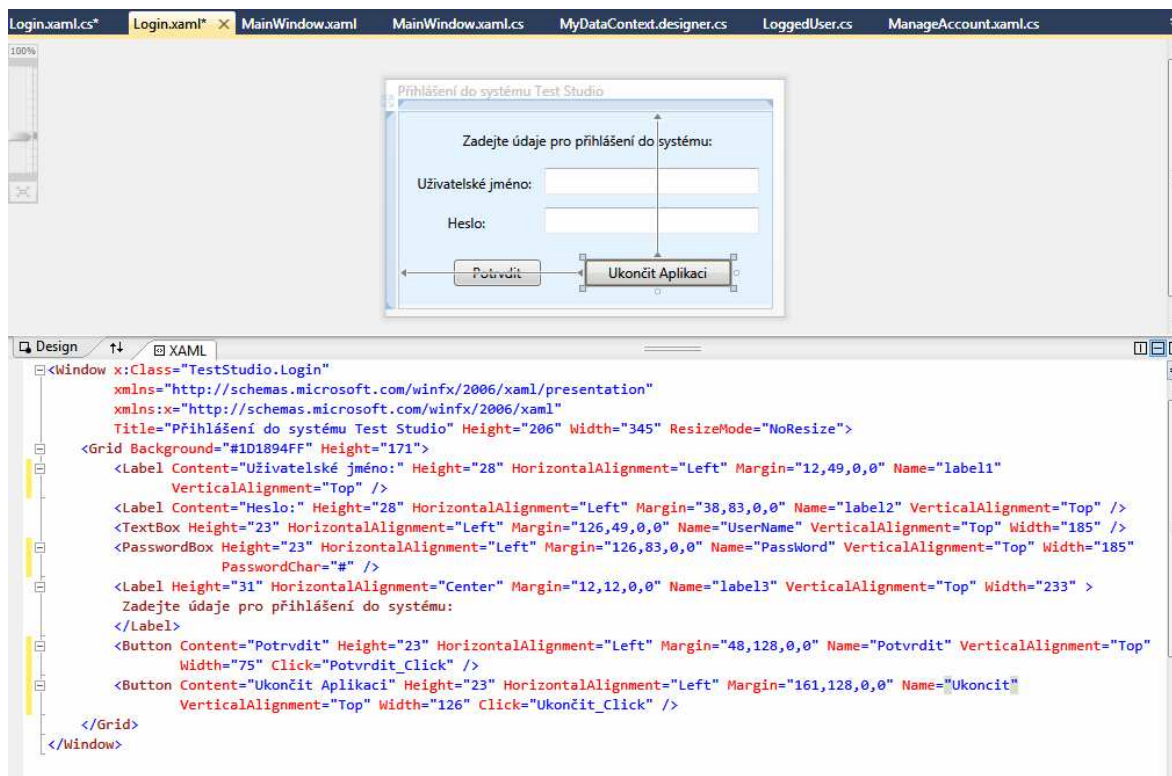 Login.xaml.cs* Login.xaml* MainWindow.xaml MainWindow.xaml.cs MyDataContext.designer.cs LoggedUser.cs ManageAccount.xaml.cs
100%
Přihlášení do systému Test Studio
Zadejte údaje pro přihlášení do systému:
Uživatelské jméno:
Heslo:
Potrvdit Ukončit Aplikaci
Design XAML
<Window x:Class="TestStudio.Login"
xmlns="http://schemas.microsoft.com/winfx/2006/xaml/presentation"
xmlns:x="http://schemas.microsoft.com/winfx/2006/xaml"
Title="Přihlášení do systému Test Studio" Height="206" Width="345" ResizeMode="NoResize">
<Grid Background="#1D1894FF" Height="171">
<Label Content="Uživatelské jméno:" Height="28" HorizontalAlignment="Left" Margin="12,49,0,0" Name="label1"
VerticalAlignment="Top" />
<Label Content="Heslo:" Height="28" HorizontalAlignment="Left" Margin="38,83,0,0" Name="label2" VerticalAlignment="Top" />
<TextBox Height="23" HorizontalAlignment="Left" Margin="126,49,0,0" Name="UserName" VerticalAlignment="Top" Width="185" />
<PasswordBox Height="23" HorizontalAlignment="Left" Margin="126,83,0,0" Name="PassWord" VerticalAlignment="Top" Width="185"
PasswordChar="#" />
<Label Height="31" HorizontalAlignment="Center" Margin="12,12,0,0" Name="label3" VerticalAlignment="Top" Width="233" >
Zadejte údaje pro přihlášení do systému:
</Label>
<Button Content="Potrvdit" Height="23" HorizontalAlignment="Left" Margin="48,128,0,0" Name="Potvrdit" VerticalAlignment="Top"
Width="75" Click="Potvrdit_Click" />
<Button Content="Ukončit Aplikaci" Height="23" HorizontalAlignment="Left" Margin="161,128,0,0" Name="Ukoncit"
VerticalAlignment="Top" Width="126" Click="Ukončit_Click" />
</Grid>
</Window>